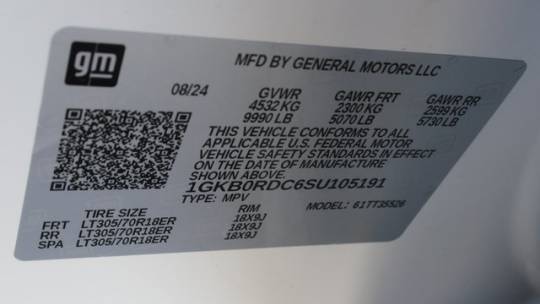 gm
MFD BY GENERAL MOTORS LLC
08/24 GVWR GAWR FRT GAWR RR
4532 KG 2300 KG 2599 KG
9990 LB 5070 LB 5730 LB
THIS VEHICLE CONFORMS TO ALL
APPLICABLE U.S. FEDERAL MOTOR
VEHICLE SAFETY STANDARDS IN EFFECT
ON THE DATE OF MANUFACTURE
SHOWN ABOVE.
1GKB0RDC6SU105191
TYPE: MPV MODEL: 61TT35526
TIRE SIZE RIM
FRT LT305/70R18ER 18X9J
RR LT305/70R18ER 18X9J
SPA LT305/70R18ER 18X9J